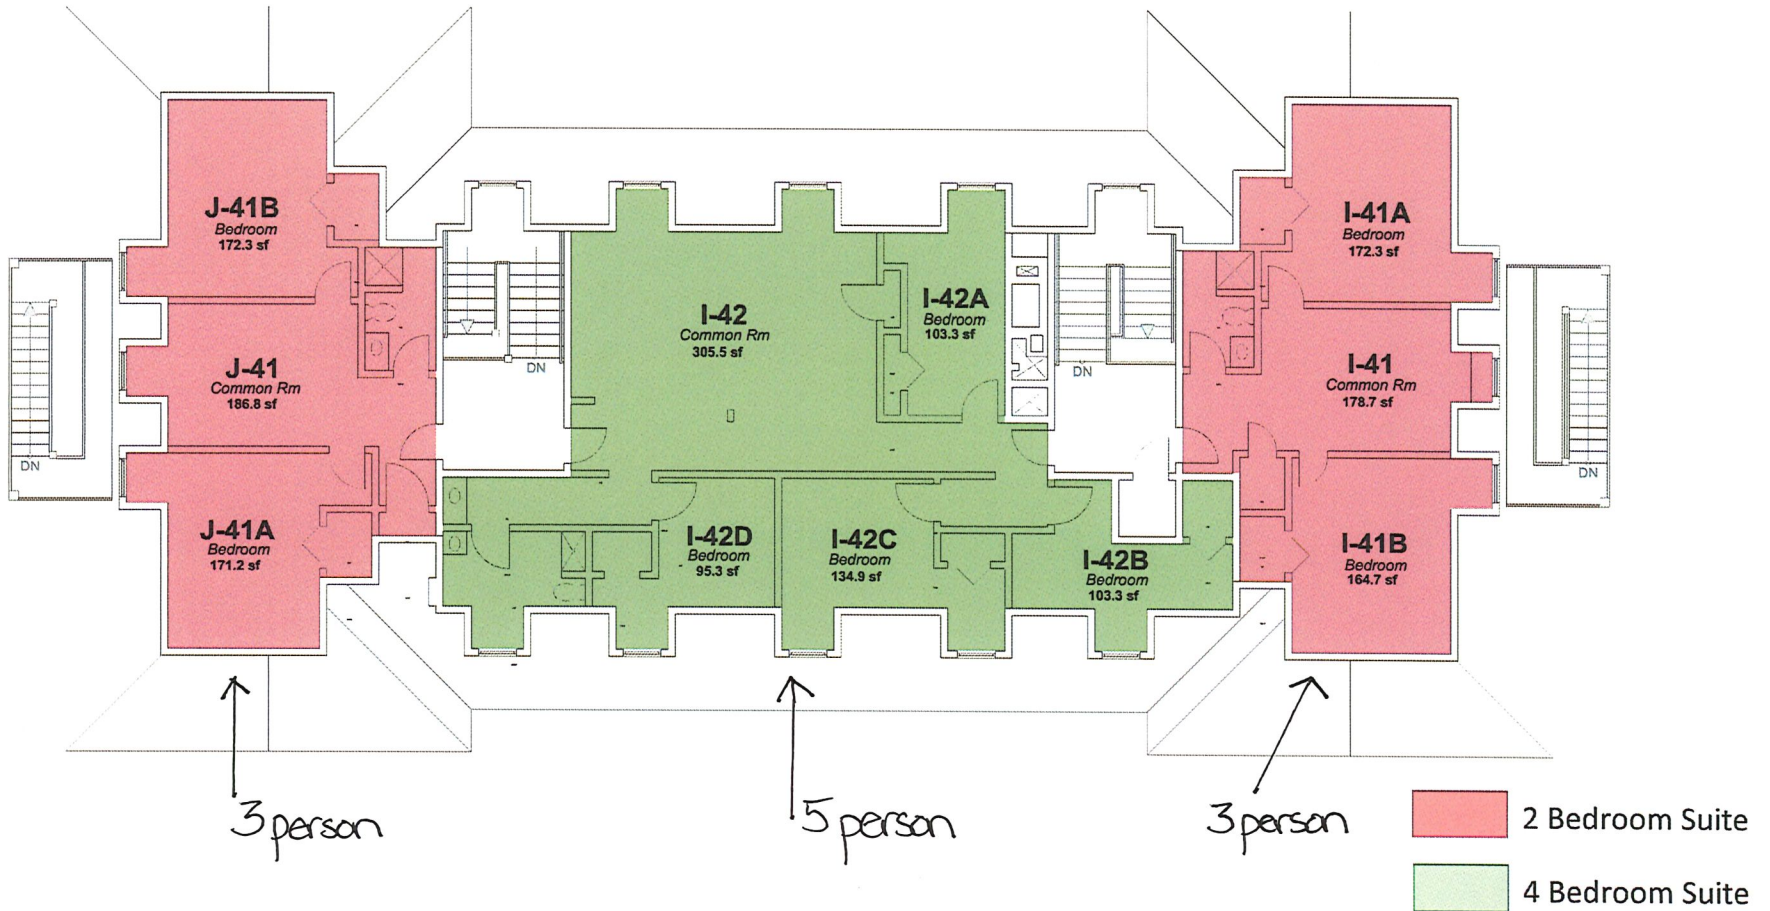 J-41B
Bedroom
172.3 sf
J-41
Common Rm
186.8 sf
J-41A
Bedroom
171.2 sf
DN
DN
I-42
Common Rm
305.5 sf
I-42A
Bedroom
103.3 sf
DN
I-42D
Bedroom
95.3 sf
I-42C
Bedroom
134.9 sf
I-42B
Bedroom
103.3 sf
I-41A
Bedroom
172.3 sf
I-41
Common Rm
178.7 sf
I-41B
Bedroom
164.7 sf
DN
3 person
5 person
3 person
2 Bedroom Suite
4 Bedroom Suite